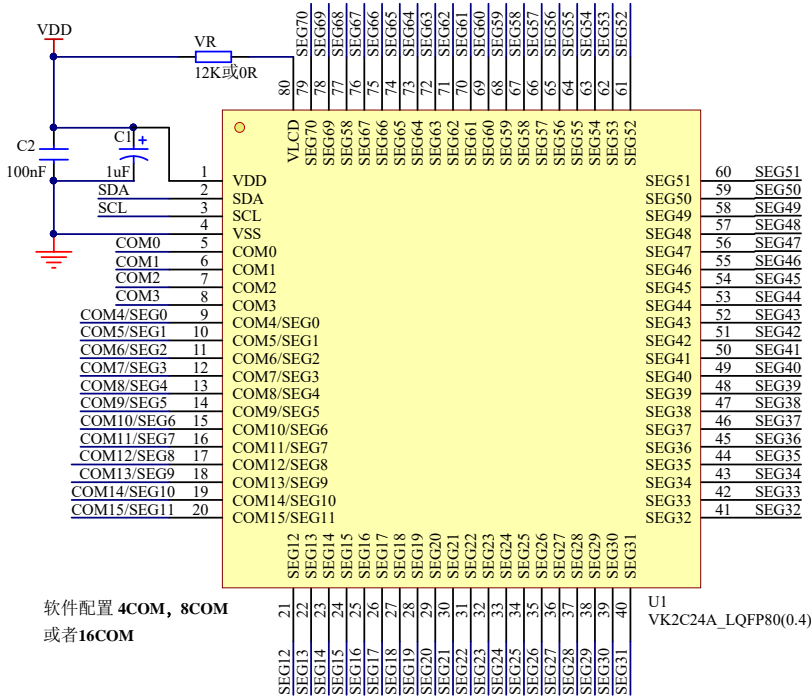 VDD
VR
12K或0R
C2
100nF
C1
+
1uF
SEG70
SEG69
SEG68
SEG67
SEG66
SEG65
SEG64
SEG63
SEG62
SEG61
SEG60
SEG59
SEG58
SEG57
SEG56
SEG55
SEG54
SEG53
SEG52
80
79
78
77
76
75
74
73
72
71
70
69
68
67
66
65
64
63
62
61
VLCD
SEG70
SEG69
SEG58
SEG67
SEG66
SEG65
SEG64
SEG63
SEG62
SEG61
SEG60
SEG59
SEG58
SEG57
SEG56
SEG55
SEG54
SEG53
SEG52
1 VDD
SDA 2 SDA
SCL 3 SCL
4 VSS
COM0 5 COM0
COM1 6 COM1
COM2 7 COM2
COM3 8 COM3
COM4/SEG0 9 COM4/SEG0
COM5/SEG1 10 COM5/SEG1
COM6/SEG2 11 COM6/SEG2
COM7/SEG3 12 COM7/SEG3
COM8/SEG4 13 COM8/SEG4
COM9/SEG5 14 COM9/SEG5
COM10/SEG6 15 COM10/SEG6
COM11/SEG7 16 COM11/SEG7
COM12/SEG8 17 COM12/SEG8
COM13/SEG9 18 COM13/SEG9
COM14/SEG10 19 COM14/SEG10
COM15/SEG11 20 COM15/SEG11
SEG51 60 SEG51
SEG50 59 SEG50
SEG49 58 SEG49
SEG48 57 SEG48
SEG47 56 SEG47
SEG46 55 SEG46
SEG45 54 SEG45
SEG44 53 SEG44
SEG43 52 SEG43
SEG42 51 SEG42
SEG41 50 SEG41
SEG40 49 SEG40
SEG39 48 SEG39
SEG38 47 SEG38
SEG37 46 SEG37
SEG36 45 SEG36
SEG35 44 SEG35
SEG34 43 SEG34
SEG33 42 SEG33
SEG32 41 SEG32
SEG12
SEG13
SEG14
SEG15
SEG16
SEG17
SEG18
SEG19
SEG20
SEG21
SEG22
SEG23
SEG24
SEG25
SEG26
SEG27
SEG28
SEG29
SEG30
SEG31
21
22
23
24
25
26
27
28
29
30
31
32
33
34
35
36
37
38
39
40
SEG12
SEG13
SEG14
SEG15
SEG16
SEG17
SEG18
SEG19
SEG20
SEG21
SEG22
SEG23
SEG24
SEG25
SEG26
SEG27
SEG28
SEG29
SEG30
SEG31
软件配置 4COM，8COM
或者16COM
U1
VK2C24A_LQFP80(0.4)